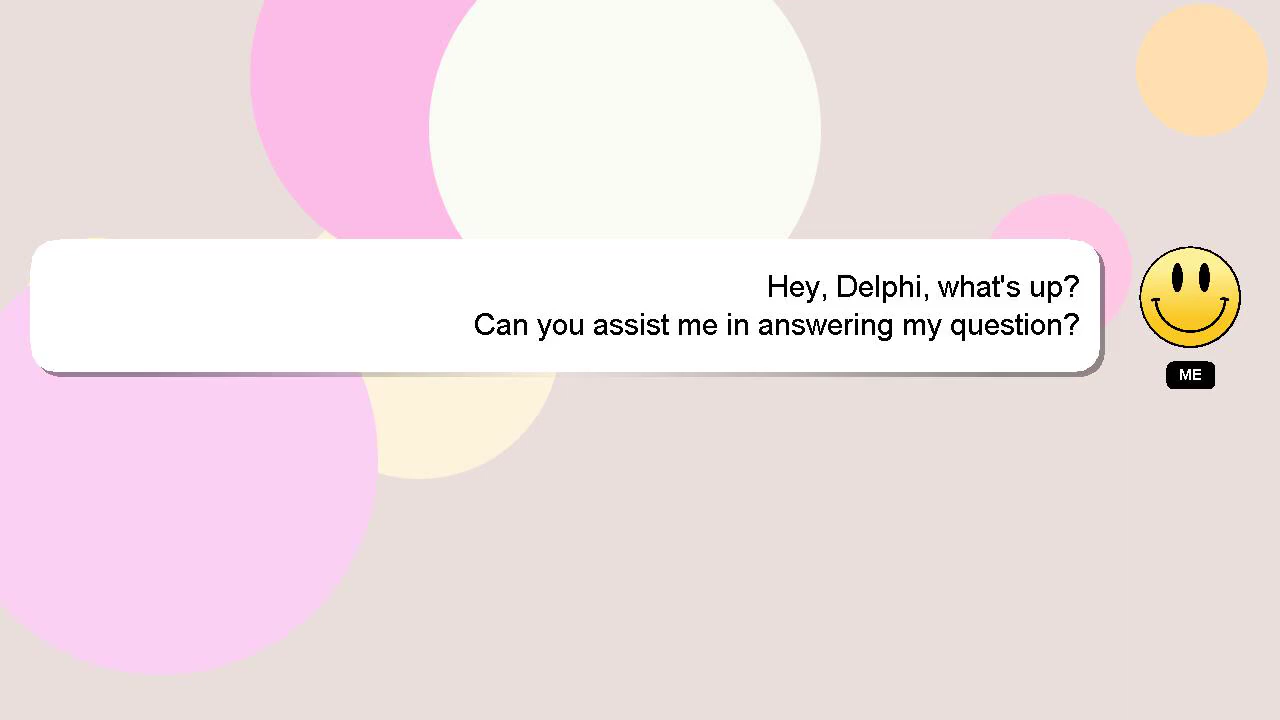 Hey, Delphi, what's up?
Can you assist me in answering my question?
ME